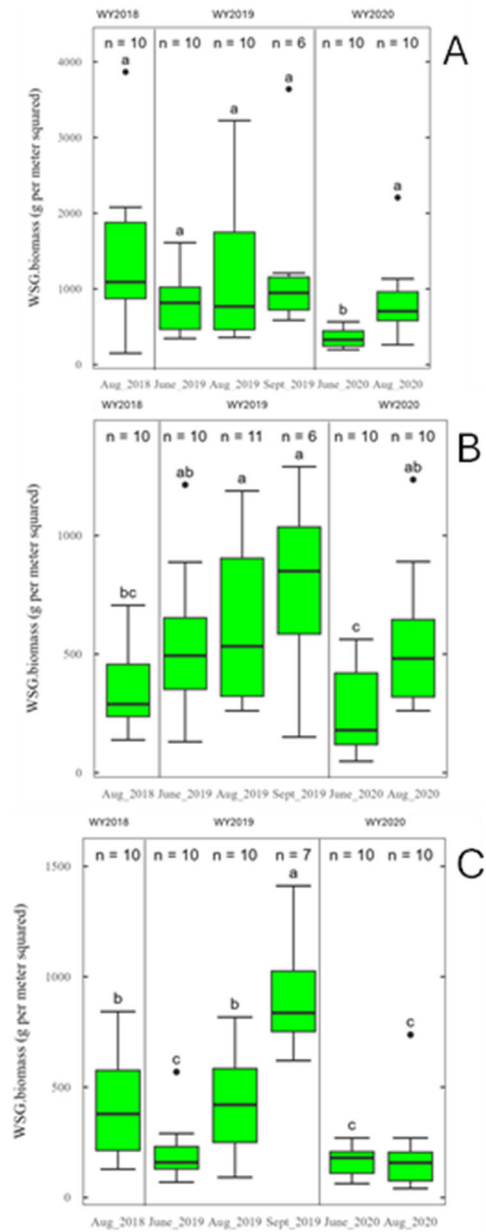 WY2018 WY2019 WY2020
A
n = 10 n = 10 n = 10 n = 6 n = 10 n = 10
a a a a b a
4000
3000
2000
1000
0
WSG.biomass (g per meter squared)
Aug_2018 June_2019 Aug_2019 Sept_2019 June_2020 Aug_2020
WY2018 WY2019 WY2020
B
n = 10 n = 10 n = 11 n = 6 n = 10 n = 10
bc ab a a c ab
1000
500
0
WSG.biomass (g per meter squared)
Aug_2018 June_2019 Aug_2019 Sept_2019 June_2020 Aug_2020
WY2018 WY2019 WY2020
C
n = 10 n = 10 n = 10 n = 7 n = 10 n = 10
b c b a c c
1500
1000
500
0
WSG.biomass (g per meter squared)
Aug_2018 June_2019 Aug_2019 Sept_2019 June_2020 Aug_2020